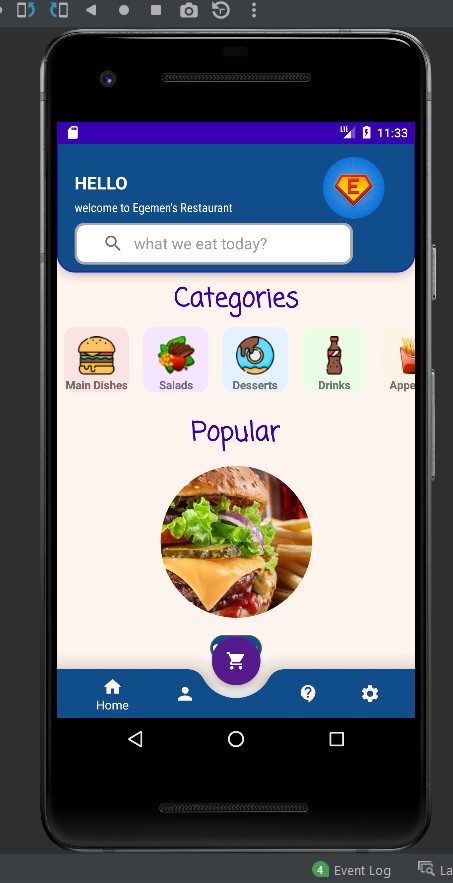 LTE
11:33
HELLO
E
welcome to Egemen's Restaurant
what we eat today?
Categories
Main Dishes
Salads
Desserts
Drinks
Appe
Popular
Home
4 Event Log
La